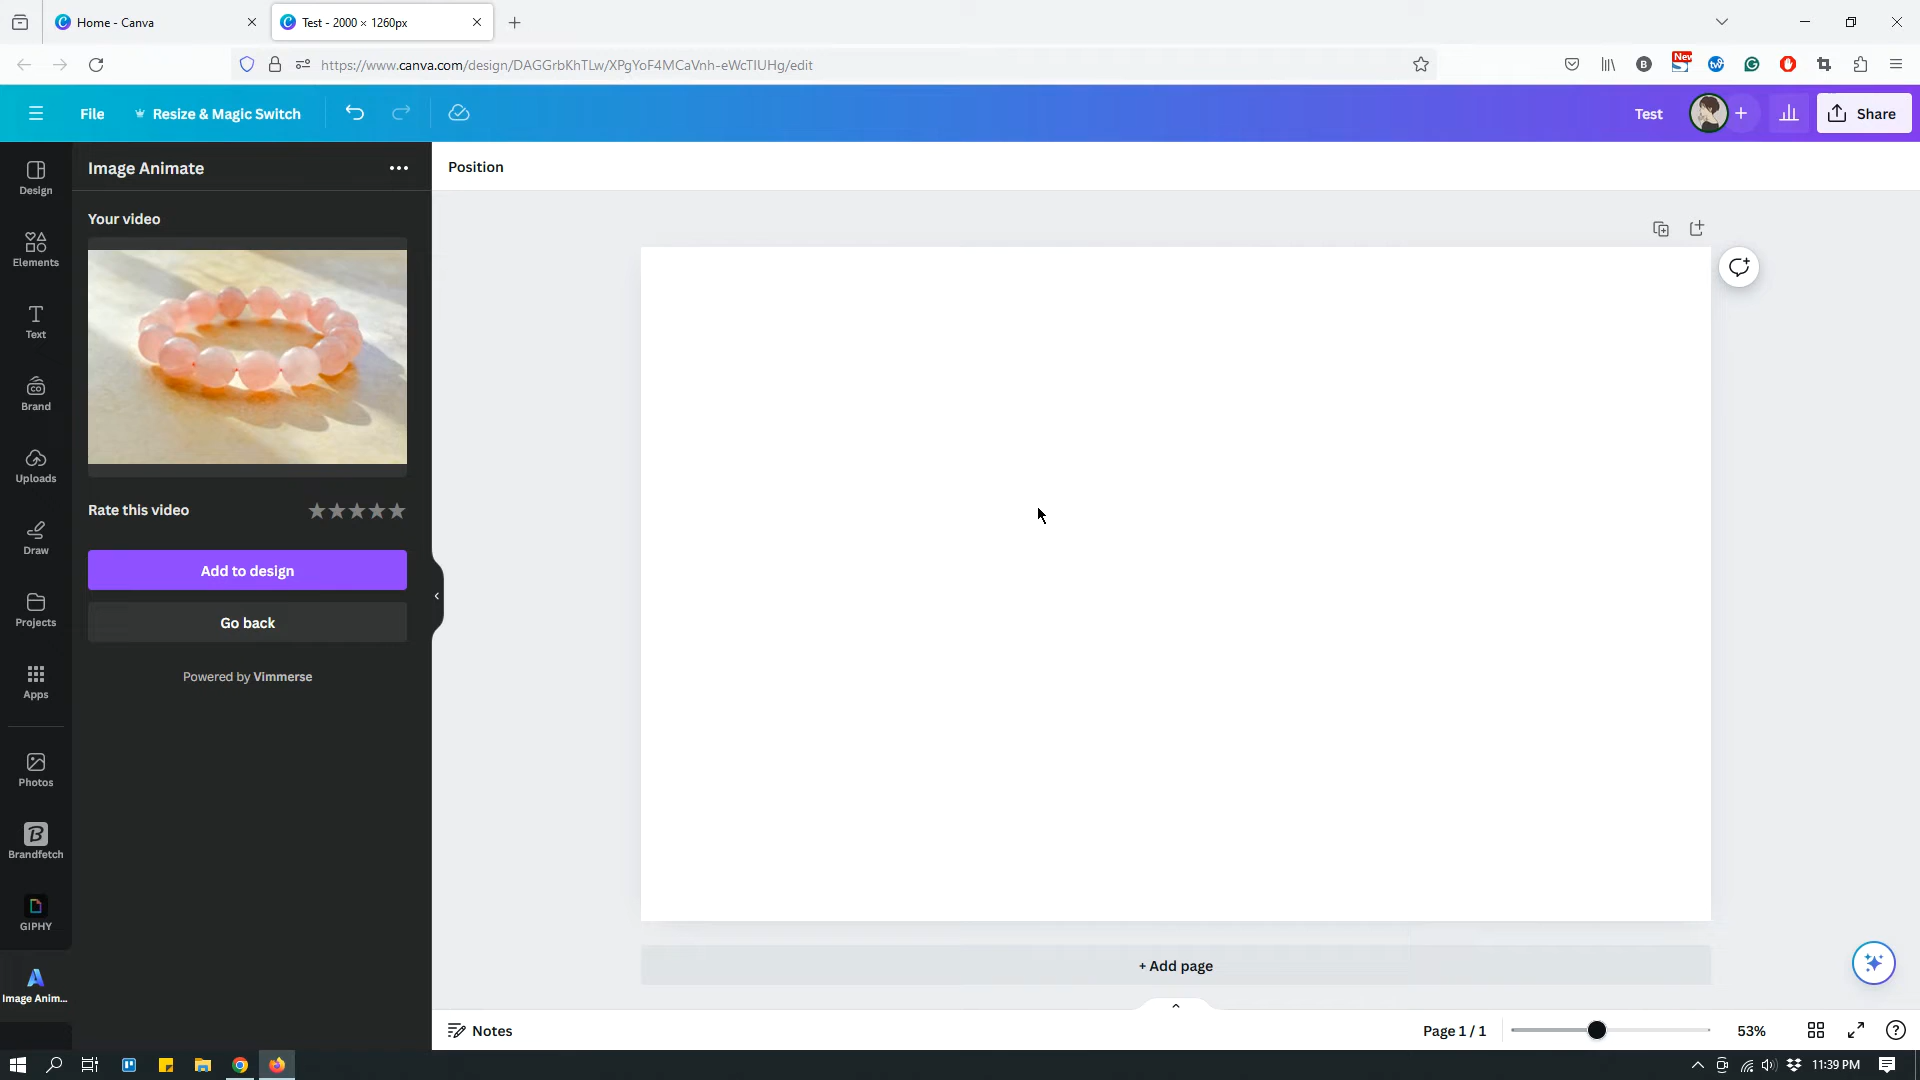 Home - Canva
Test - 2000 × 1260px
https://www.canva.com/design/DAGGrbKhTLw/XPgYoF4MCaVnh-eWcTIUHg/edit
New
File
Resize & Magic Switch
Test
Share
Design
Elements
Text
Brand
Uploads
Draw
Projects
Apps
Photos
Brandfetch
GIPHY
Image Anim...
Image Animate
Your video
Rate this video
Add to design
Go back
Powered by Vimmerse
Position
+ Add page
Notes
Page 1 / 1
53%
11:39 PM